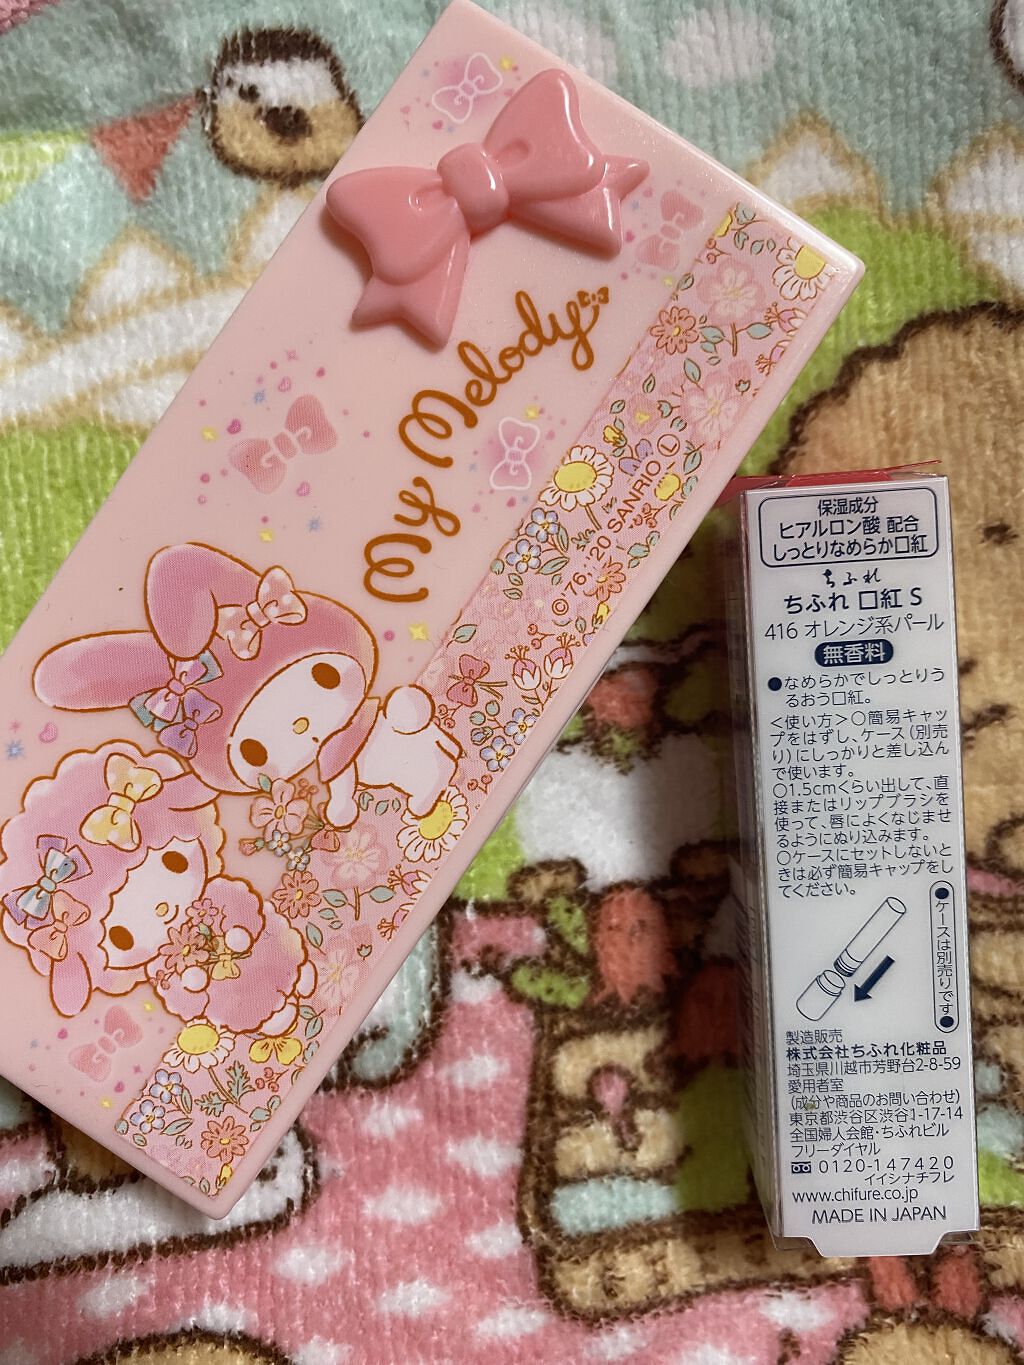 My Melody
©'76,'20 SANRIO Ⓛ
保湿成分
ヒアルロン酸 配合
しっとりなめらか口紅
ちふれ
ちふれ 口紅 S
416 オレンジ系パール
無香料
●なめらかでしっとりう
るおう口紅。
<使い方>○簡易キャッ
プをはずし、ケース(別売
り)にしっかりと差し込ん
で使います。
○1.5cmくらい出して、直
接またはリップブラシを
使って、唇によくなじませ
るようにぬり込みます。
○ケースにセットしないと
きは必ず簡易キャップをし
てください。
●ケースは別売りです●
製造販売
株式会社ちふれ化粧品
埼玉県川越市芳野台2-8-59
愛用者室
(成分や商品のお問い合わせ)
東京都渋谷区渋谷1-17-14
全国婦人会館・ちふれビル
フリーダイヤル
0120-147420
イイシナチフレ
www.chifure.co.jp
MADE IN JAPAN